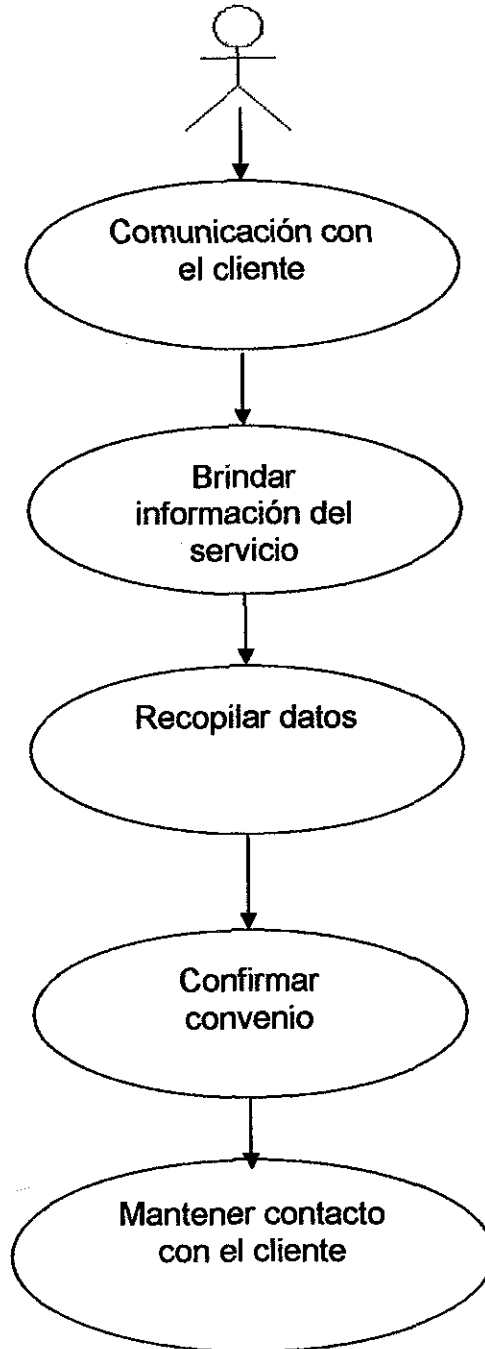 Comunicación con
el cliente
Brindar
información del
servicio
Recopilar datos
Confirmar
convenio
Mantener contacto
con el cliente